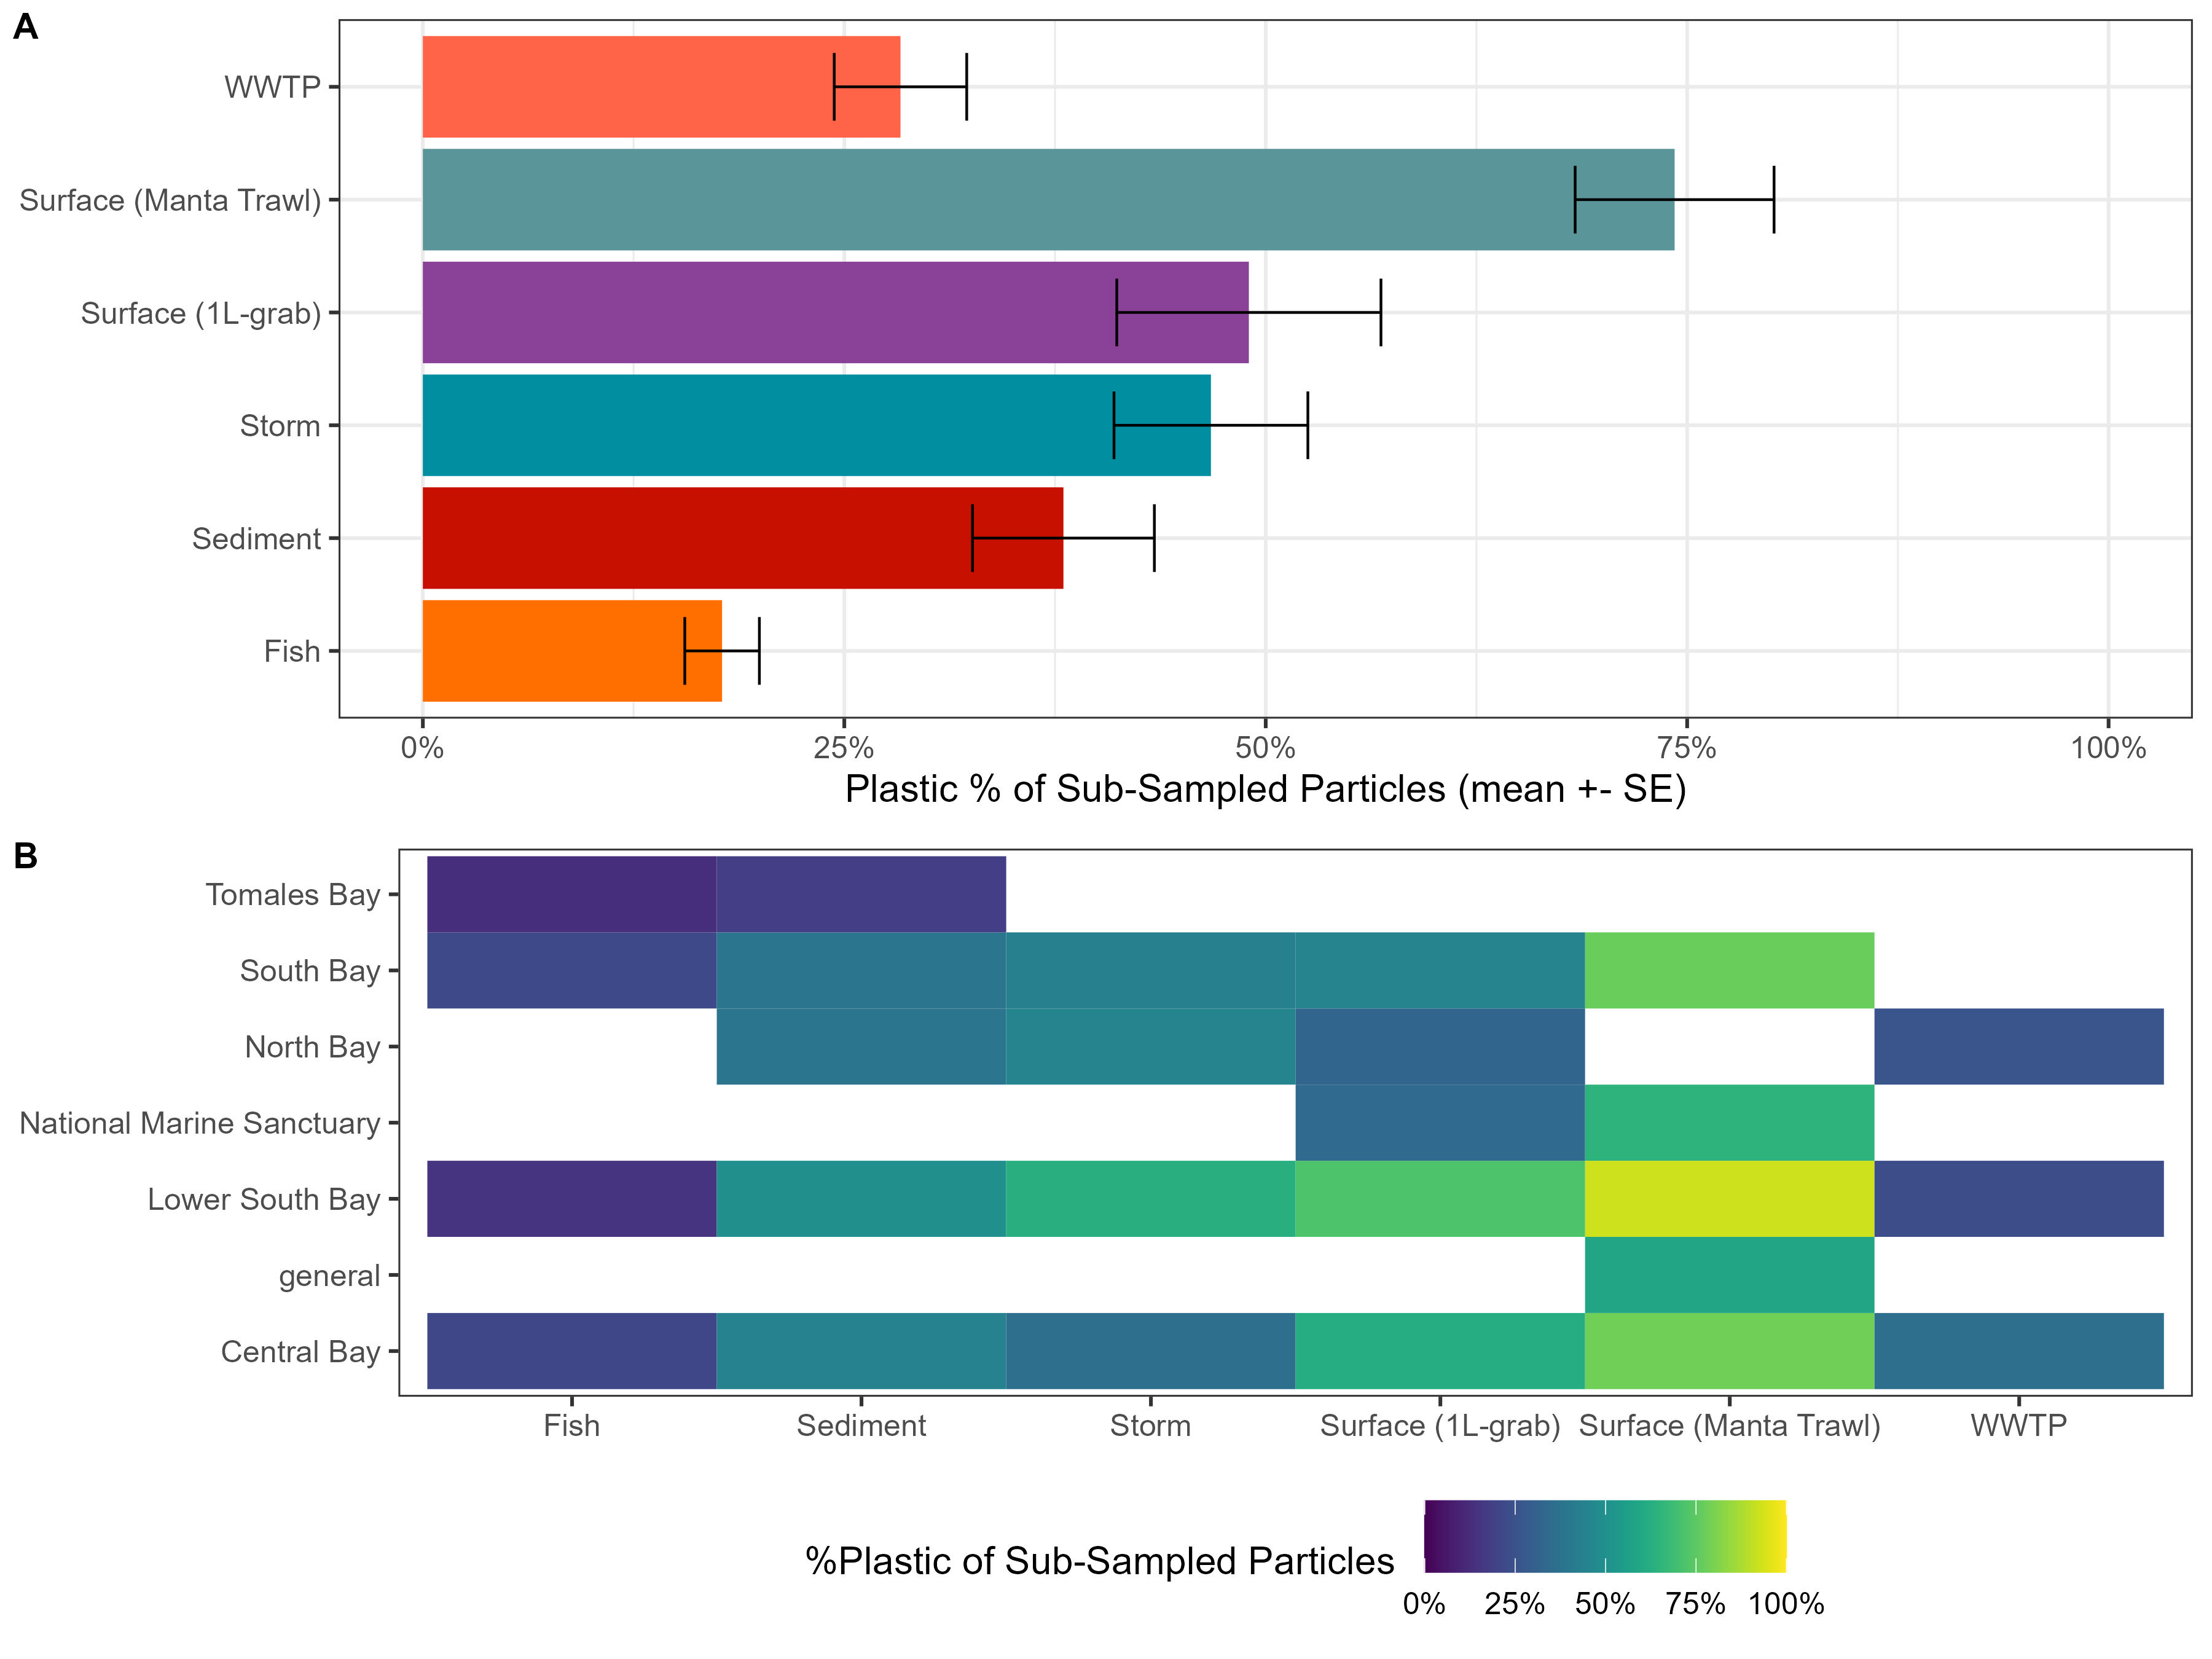 A
WWTP
Surface (Manta Trawl)
Surface (1L-grab)
Storm
Sediment
Fish
0% 25% 50% 75% 100%
Plastic % of Sub-Sampled Particles (mean +- SE)
B
Tomales Bay
South Bay
North Bay
National Marine Sanctuary
Lower South Bay
general
Central Bay
Fish Sediment Storm Surface (1L-grab) Surface (Manta Trawl) WWTP
%Plastic of Sub-Sampled Particles
0% 25% 50% 75% 100%